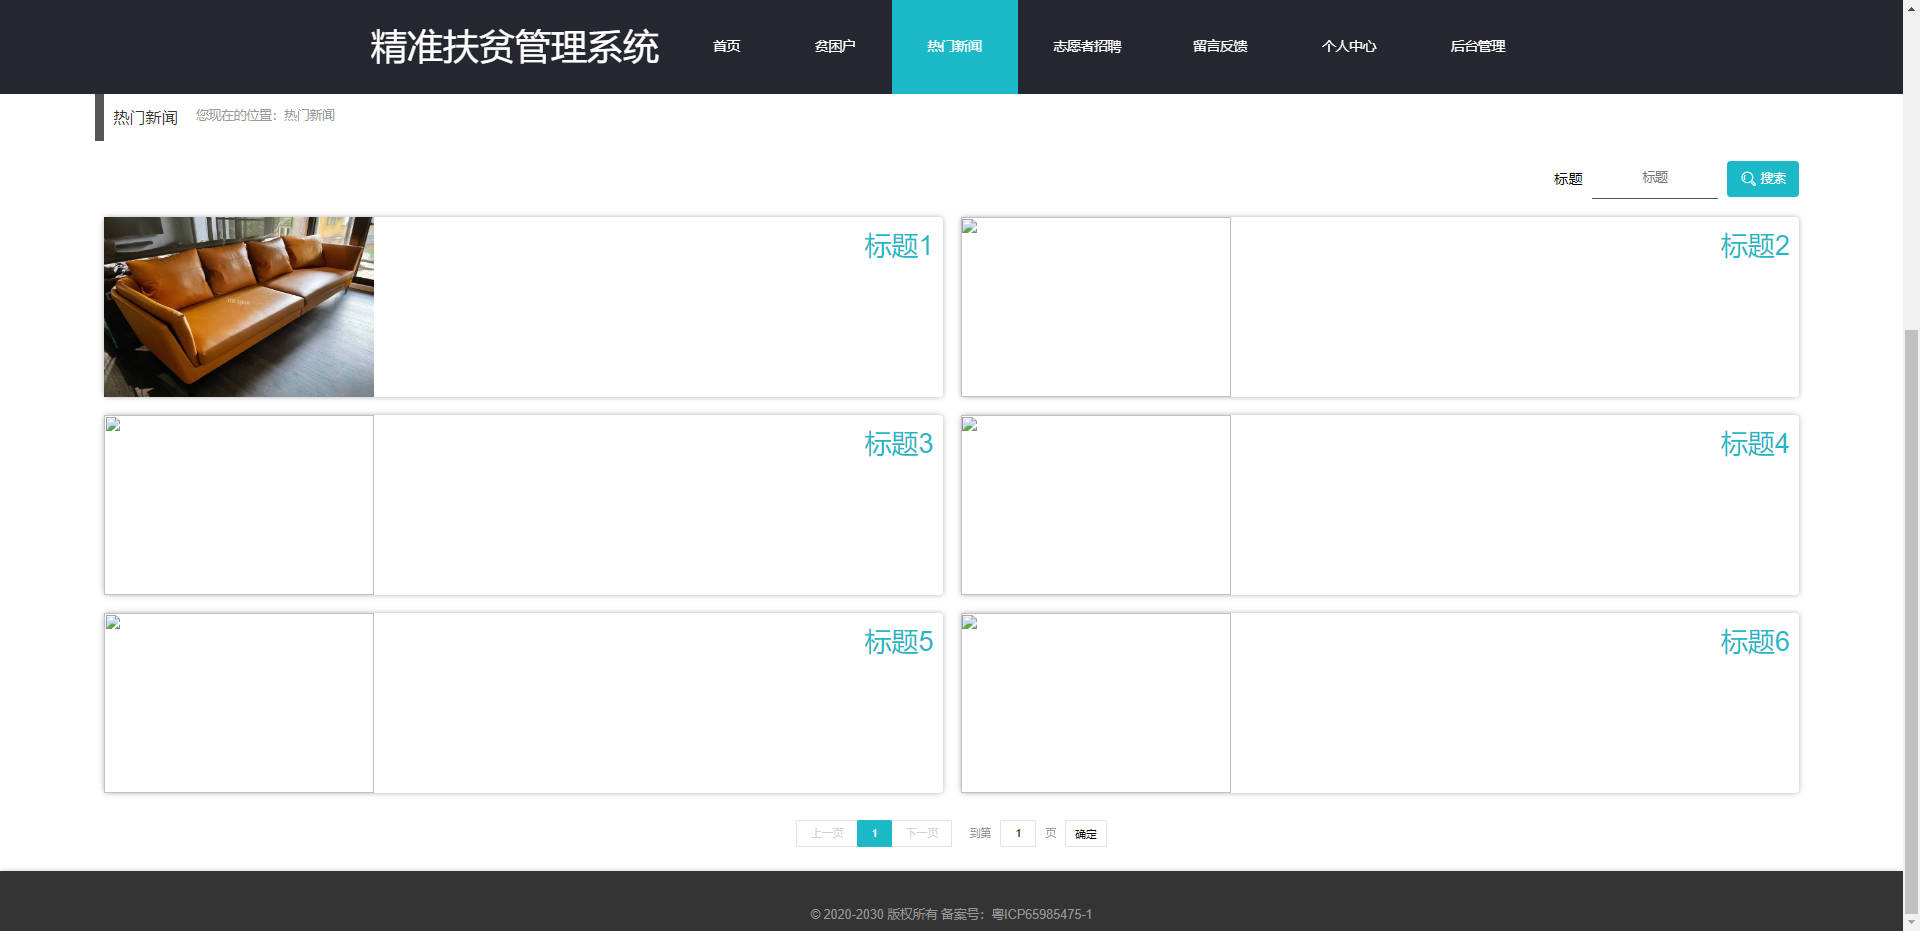 精准扶贫管理系统 首页 贫困户 热门新闻 志愿者招聘 留言反馈 个人中心 后台管理
热门新闻 您现在的位置：热门新闻
标题 标题 搜索
标题1 标题2
标题3 标题4
标题5 标题6
上一页 1 下一页 到第 1 页 确定
© 2020-2030 版权所有 备案号：粤ICP65985475-1